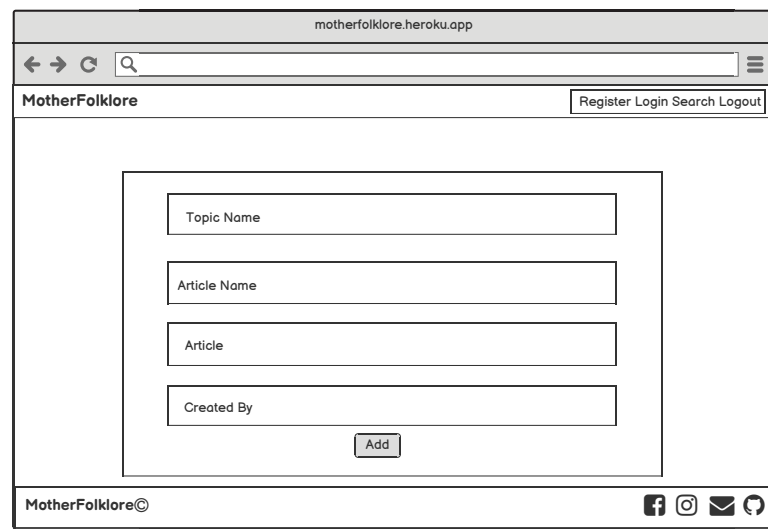 motherfolklore.heroku.app
MotherFolklore
Register Login Search Logout
Topic Name
Article Name
Article
Created By
Add
MotherFolklore©